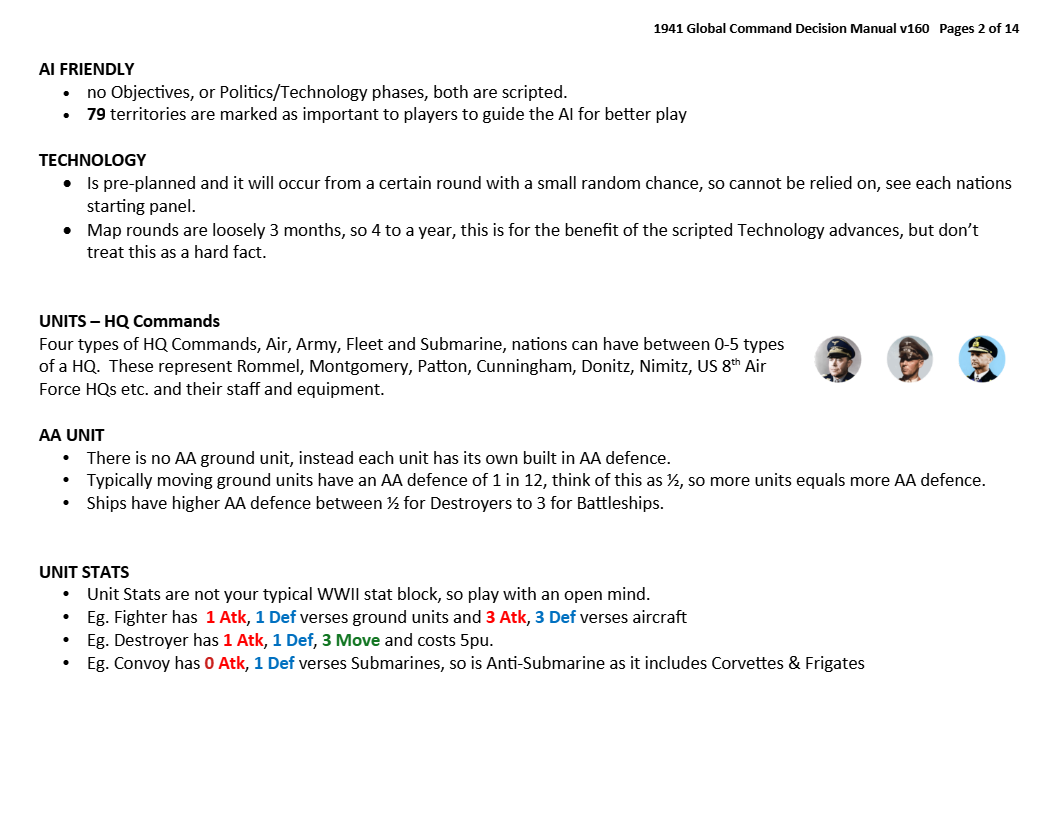 1941 Global Command Decision Manual v160   Pages 2 of 14
AI FRIENDLY
• no Objectives, or Politics/Technology phases, both are scripted.
• 79 territories are marked as important to players to guide the AI for better play
TECHNOLOGY
• Is pre-planned and it will occur from a certain round with a small random chance, so cannot be relied on, see each nations
starting panel.
• Map rounds are loosely 3 months, so 4 to a year, this is for the benefit of the scripted Technology advances, but don’t
treat this as a hard fact.
UNITS – HQ Commands
Four types of HQ Commands, Air, Army, Fleet and Submarine, nations can have between 0-5 types
of a HQ.  These represent Rommel, Montgomery, Patton, Cunningham, Donitz, Nimitz, US 8th Air
Force HQs etc. and their staff and equipment.
AA UNIT
• There is no AA ground unit, instead each unit has its own built in AA defence.
• Typically moving ground units have an AA defence of 1 in 12, think of this as ½, so more units equals more AA defence.
• Ships have higher AA defence between ½ for Destroyers to 3 for Battleships.
UNIT STATS
• Unit Stats are not your typical WWII stat block, so play with an open mind.
• Eg. Fighter has  1 Atk, 1 Def verses ground units and 3 Atk, 3 Def verses aircraft
• Eg. Destroyer has 1 Atk, 1 Def, 3 Move and costs 5pu.
• Eg. Convoy has 0 Atk, 1 Def verses Submarines, so is Anti-Submarine as it includes Corvettes & Frigates